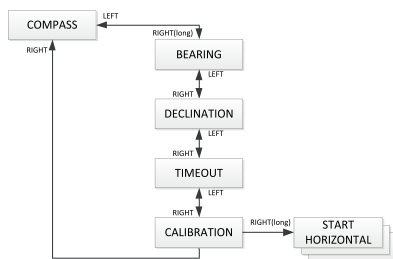 COMPASS
LEFT
RIGHT(long)
RIGHT
BEARING
LEFT
RIGHT
DECLINATION
LEFT
RIGHT
TIMEOUT
LEFT
RIGHT
CALIBRATION
RIGHT(long)
START
HORIZONTAL